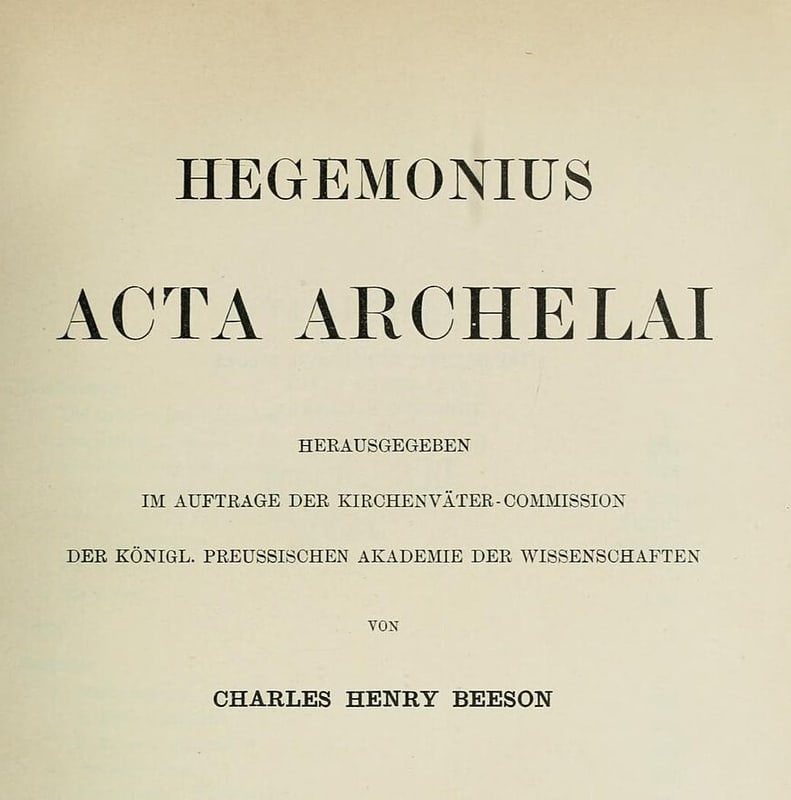 HEGEMONIUS
ACTA ARCHELAI
HERAUSGEGEBEN
IM AUFTRAGE DER KIRCHENVÄTER-COMMISSION
DER KÖNIGL. PREUSSISCHEN AKADEMIE DER WISSENSCHAFTEN
VON
CHARLES HENRY BEESON